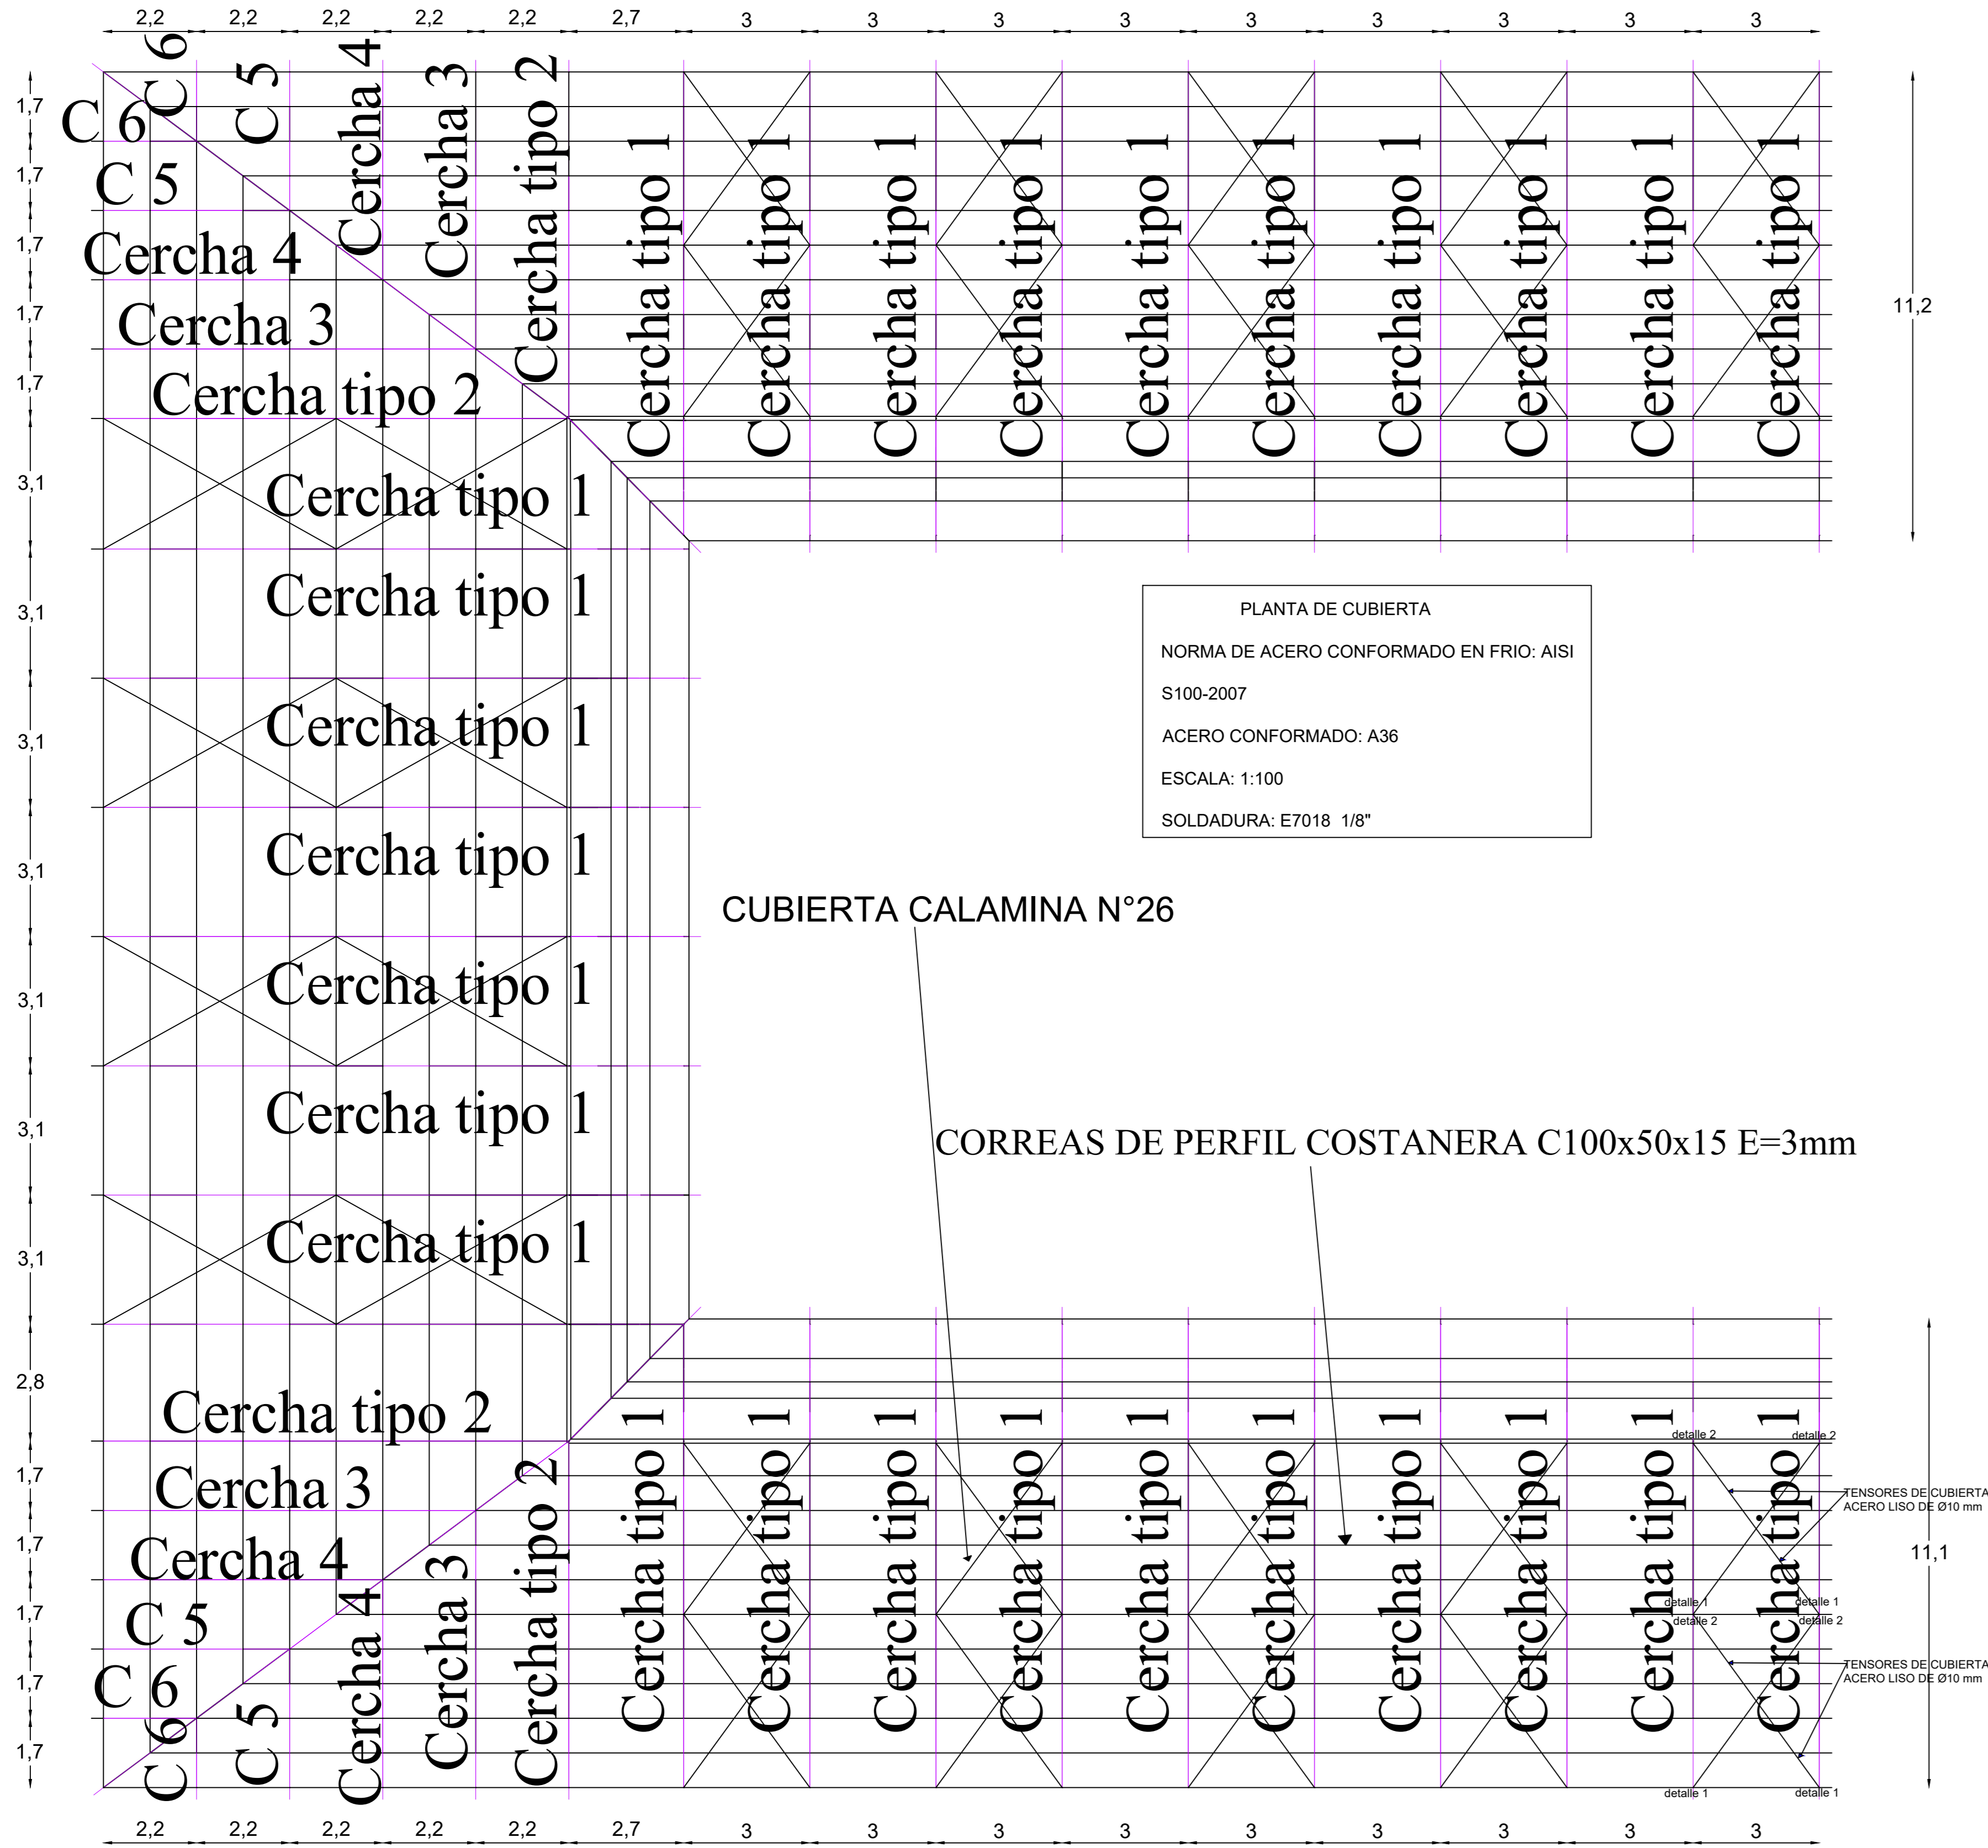 2,2 2,2 2,2 2,2 2,2 2,7 3 3 3 3 3 3 3 3 3
C 6
C 5
Cercha 4
Cercha 3
Cercha tipo 2
Cercha tipo 1
Cercha tipo 1
Cercha tipo 1
Cercha tipo 1
Cercha tipo 1
Cercha tipo 1
Cercha tipo 1
Cercha tipo 1
Cercha tipo 1
Cercha tipo 1
1,7
1,7
1,7
1,7
1,7
3,1
3,1
3,1
3,1
3,1
3,1
3,1
2,8
1,7
1,7
1,7
1,7
1,7
C 6
C 5
Cercha 4
Cercha 3
Cercha tipo 2
Cercha tipo 1
Cercha tipo 1
Cercha tipo 1
Cercha tipo 1
Cercha tipo 1
Cercha tipo 1
Cercha tipo 1
Cercha tipo 2
Cercha 3
Cercha 4
C 5
C 6
11,2
PLANTA DE CUBIERTA
NORMA DE ACERO CONFORMADO EN FRIO: AISI
S100-2007
ACERO CONFORMADO: A36
ESCALA: 1:100
SOLDADURA: E7018 1/8"
CUBIERTA CALAMINA N°26
CORREAS DE PERFIL COSTANERA C100x50x15 E=3mm
C 6
C 5
Cercha 4
Cercha 3
Cercha tipo 2
Cercha tipo 1
Cercha tipo 1
Cercha tipo 1
Cercha tipo 1
Cercha tipo 1
Cercha tipo 1
Cercha tipo 1
Cercha tipo 1
Cercha tipo 1
Cercha tipo 1
detalle 2
detalle 2
TENSORES DE CUBIERTA
ACERO LISO DE Ø10 mm
11,1
detalle 1
detalle 1
detalle 2
detalle 2
TENSORES DE CUBIERTA
ACERO LISO DE Ø10 mm
detalle 1
detalle 1
2,2 2,2 2,2 2,2 2,2 2,7 3 3 3 3 3 3 3 3 3